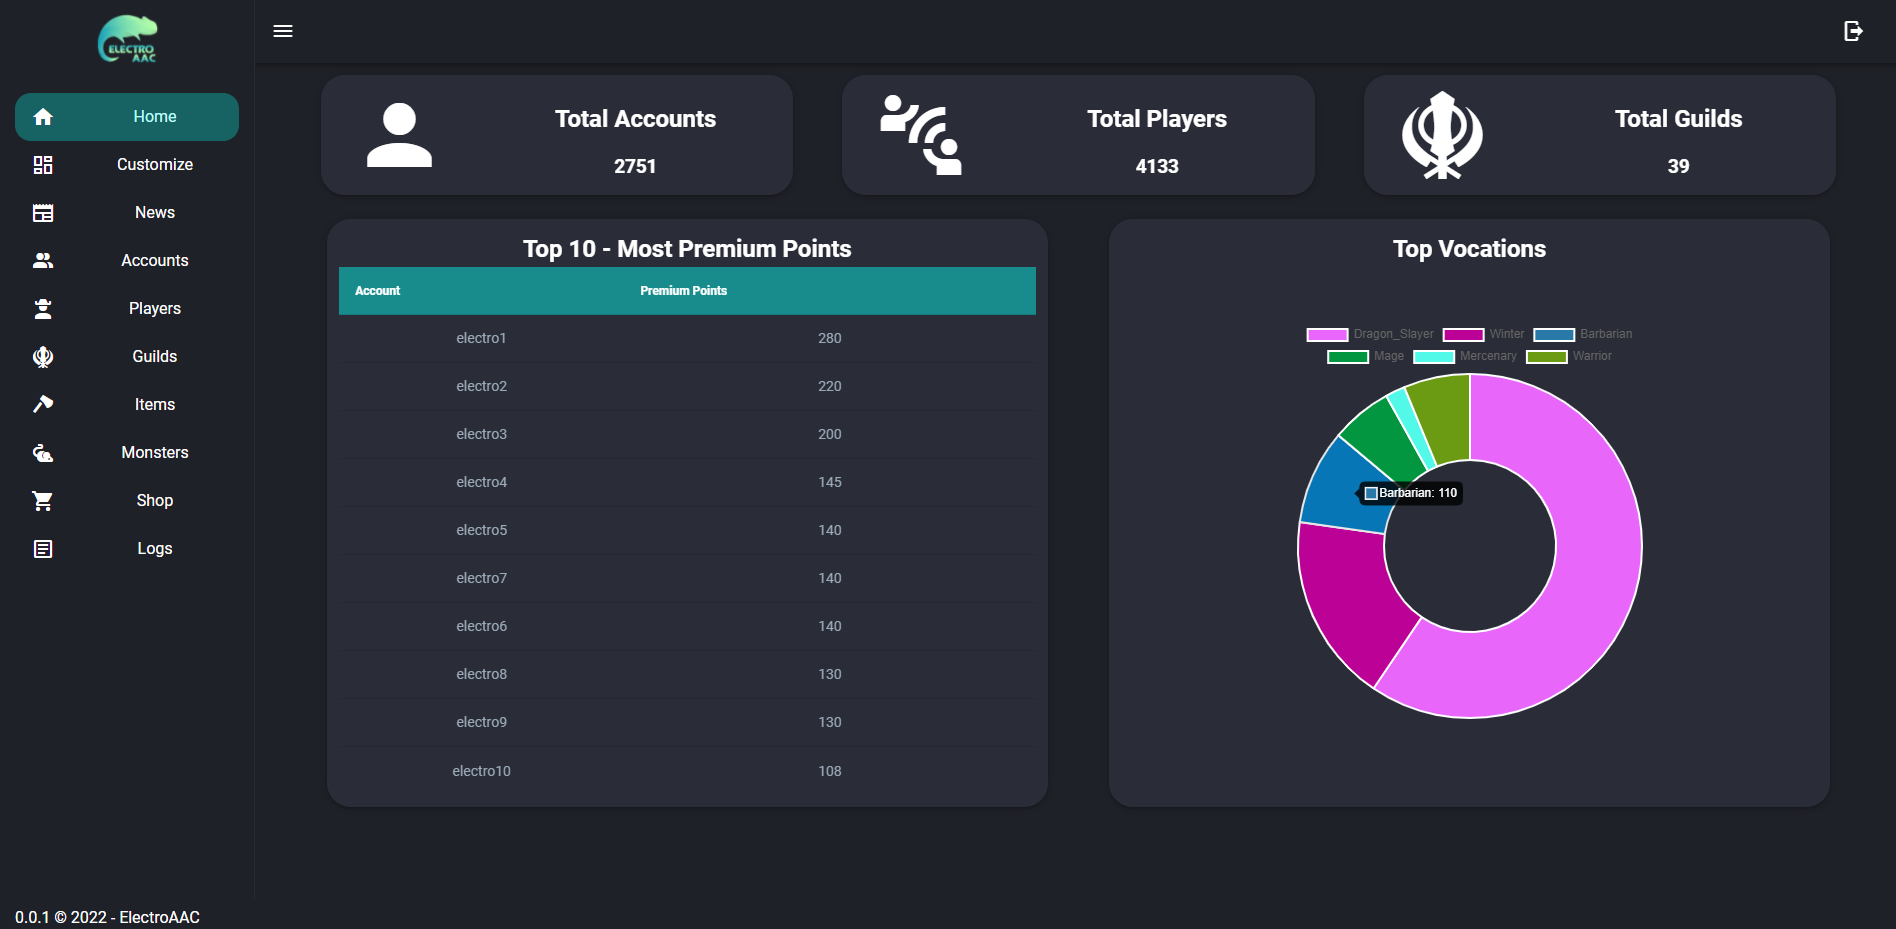 ELECTRO
AAC
Home
Customize
News
Accounts
Players
Guilds
Items
Monsters
Shop
Logs
0.0.1 © 2022 - ElectroAAC
Total Accounts
2751
Total Players
4133
Total Guilds
39
Top 10 - Most Premium Points
Account Premium Points
electro1 280
electro2 220
electro3 200
electro4 145
electro5 140
electro7 140
electro6 140
electro8 130
electro9 130
electro10 108
Top Vocations
Dragon_Slayer Winter Barbarian
Mage Mercenary Warrior
Barbarian: 110